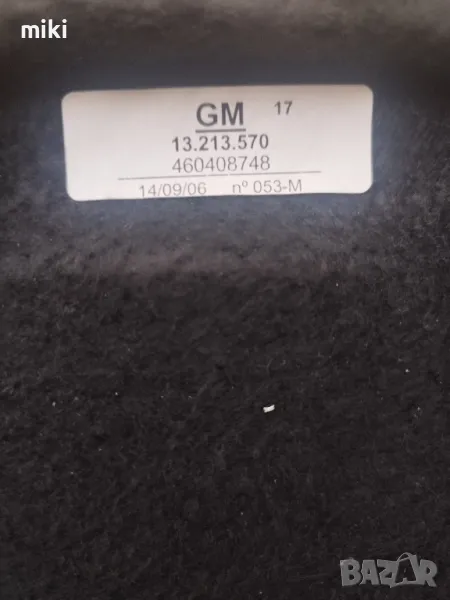 miki
GM 17
13.213.570
460408748
14/09/06 nº 053-M
BAZAR